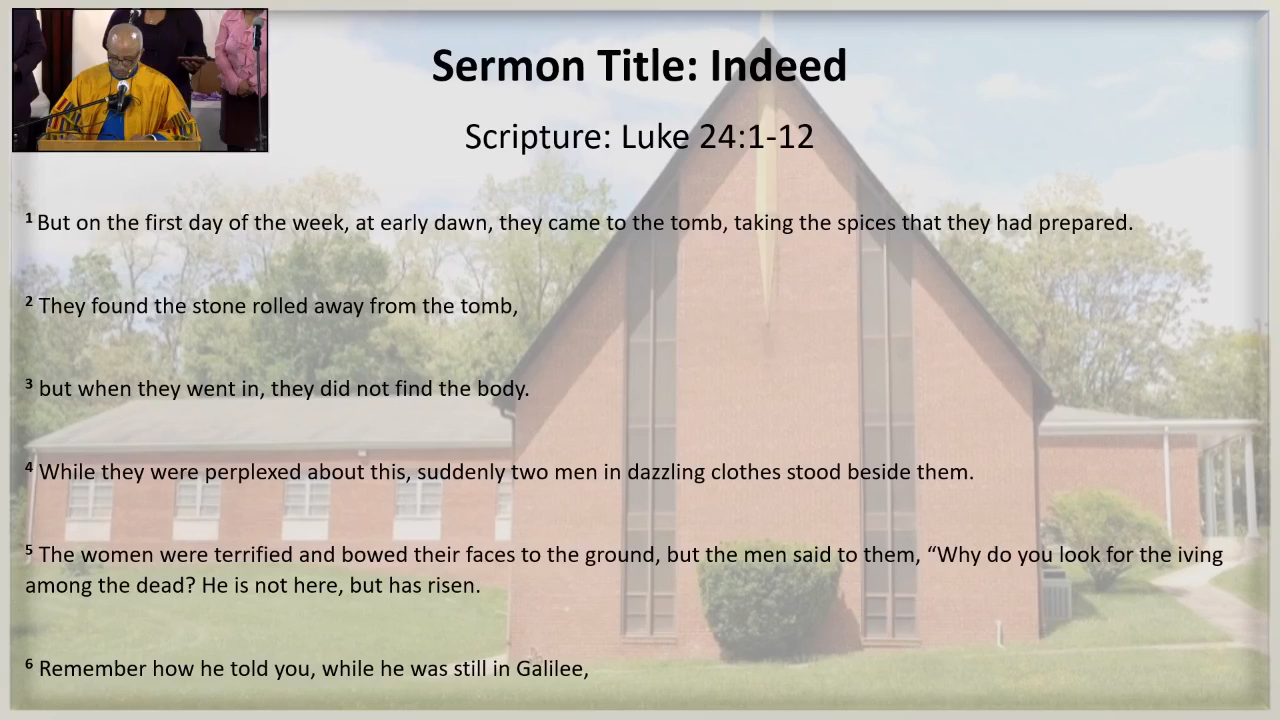 Sermon Title: Indeed
Scripture: Luke 24:1-12
1 But on the first day of the week, at early dawn, they came to the tomb, taking the spices that they had prepared.
2 They found the stone rolled away from the tomb,
3 but when they went in, they did not find the body.
4 While they were perplexed about this, suddenly two men in dazzling clothes stood beside them.
5 The women were terrified and bowed their faces to the ground, but the men said to them, “Why do you look for the iving
among the dead? He is not here, but has risen.
6 Remember how he told you, while he was still in Galilee,